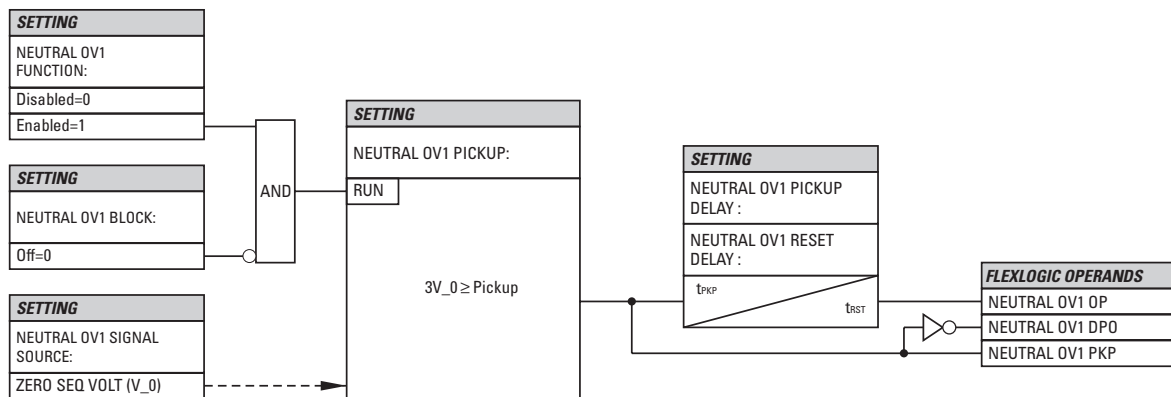 SETTING
NEUTRAL OV1
FUNCTION:
Disabled=0
Enabled=1
SETTING
NEUTRAL OV1 BLOCK:
Off=0
SETTING
NEUTRAL OV1 SIGNAL
SOURCE:
ZERO SEQ VOLT (V_0)
AND
SETTING
NEUTRAL OV1 PICKUP:
RUN
3V_0 ≥ Pickup
SETTING
NEUTRAL OV1 PICKUP
DELAY :
NEUTRAL OV1 RESET
DELAY :
tPKP
tRST
FLEXLOGIC OPERANDS
NEUTRAL OV1 OP
NEUTRAL OV1 DPO
NEUTRAL OV1 PKP